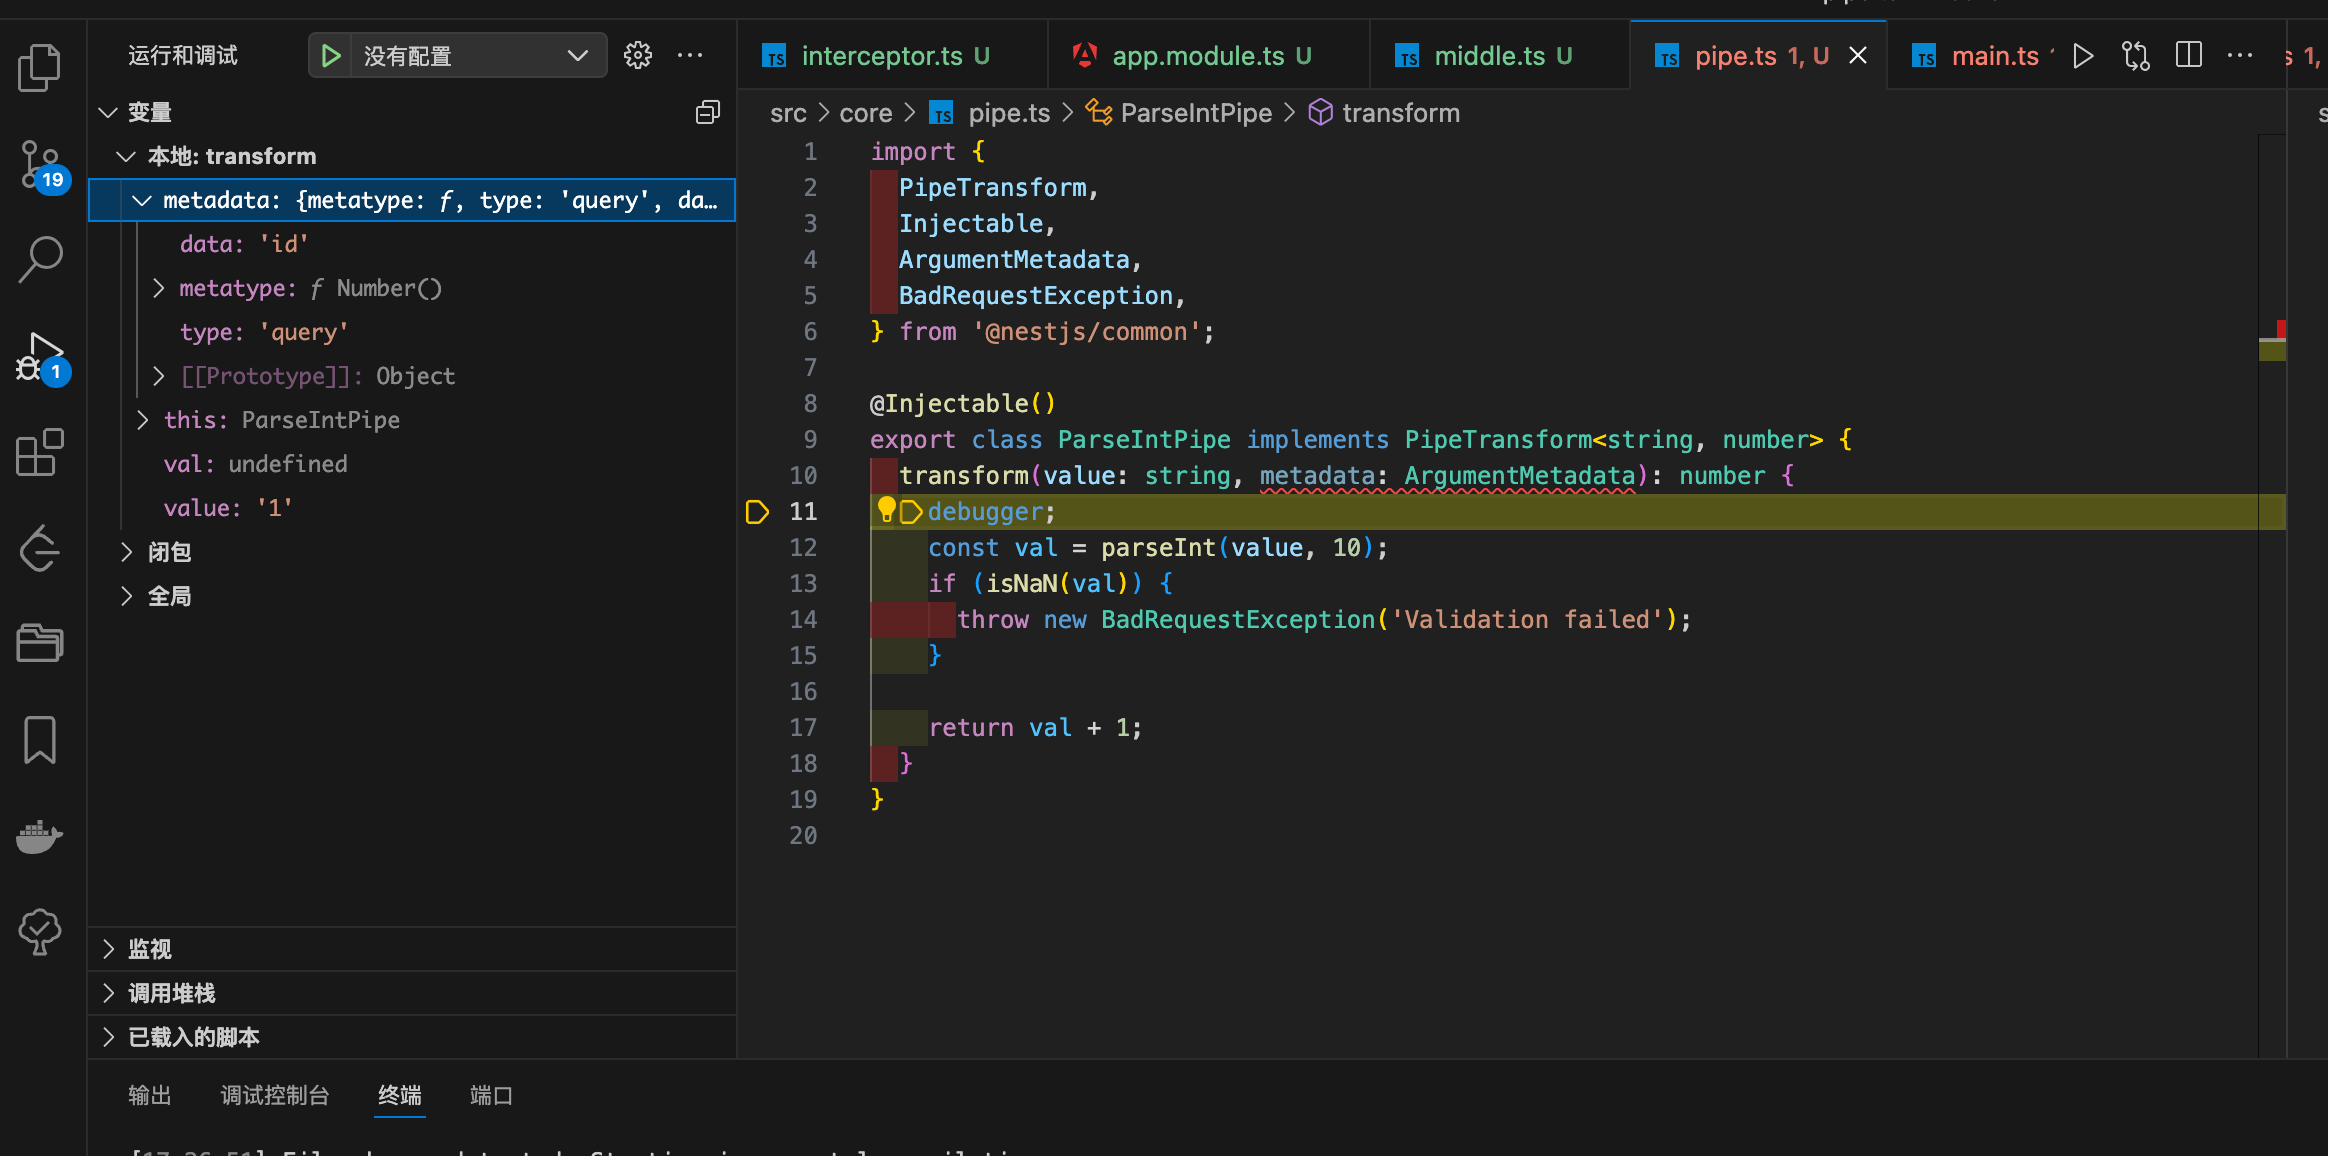 运行和调试
没有配置
变量
本地: transform
metadata: {metatype: ƒ, type: 'query', da…
data: 'id'
metatype: ƒ Number()
type: 'query'
[[Prototype]]: Object
this: ParseIntPipe
val: undefined
value: '1'
闭包
全局
监视
调用堆栈
已载入的脚本
19
1
interceptor.ts U
app.module.ts U
middle.ts U
pipe.ts 1, U
main.ts
s 1,
src > core > TS pipe.ts > ParseIntPipe > transform
1 import {
2 PipeTransform,
3 Injectable,
4 ArgumentMetadata,
5 BadRequestException,
6 } from '@nestjs/common';
7
8 @Injectable()
9 export class ParseIntPipe implements PipeTransform<string, number> {
10 transform(value: string, metadata: ArgumentMetadata): number {
11 debugger;
12 const val = parseInt(value, 10);
13 if (isNaN(val)) {
14 throw new BadRequestException('Validation failed');
15 }
16
17 return val + 1;
18 }
19 }
20
输出
调试控制台
终端
端口